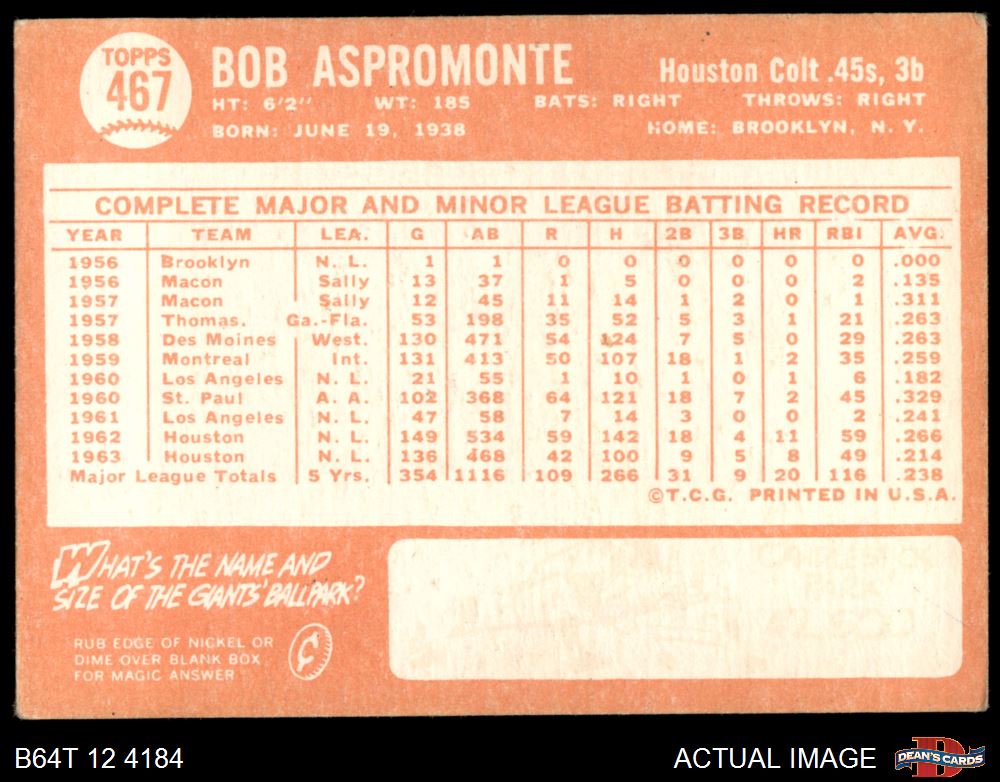 TOPPS
467
BOB ASPROMONTE
Houston Colt .45s, 3b
HT: 6'2" WT: 185 BATS: RIGHT THROWS: RIGHT
BORN: JUNE 19, 1938 HOME: BROOKLYN, N. Y.
COMPLETE MAJOR AND MINOR LEAGUE BATTING RECORD
YEAR TEAM LEA. G AB R H 2B 3B HR RBI AVG.
1956 Brooklyn N. L. 1 1 0 0 0 0 0 0 .000
1956 Macon Sally 13 37 1 5 0 0 0 2 .135
1957 Macon Sally 12 45 11 14 1 2 0 1 .311
1957 Thomas. Ga.-Fla. 53 198 35 52 5 3 1 21 .263
1958 Des Moines West. 130 471 54 124 7 5 0 29 .263
1959 Montreal Int. 131 413 50 107 18 1 2 35 .259
1960 Los Angeles N. L. 21 55 1 10 1 0 1 6 .182
1960 St. Paul A. A. 102 368 64 121 18 7 2 45 .329
1961 Los Angeles N. L. 47 58 7 14 3 0 0 2 .241
1962 Houston N. L. 149 534 59 142 18 4 11 59 .266
1963 Houston N. L. 136 468 42 100 9 5 8 49 .214
Major League Totals 5 Yrs. 354 1116 109 266 31 9 20 116 .238
©T.C.G. PRINTED IN U.S.A.
WHAT'S THE NAME AND
SIZE OF THE GIANTS' BALLPARK?
RUB EDGE OF NICKEL OR
DIME OVER BLANK BOX
FOR MAGIC ANSWER
¢
B64T 12 4184
ACTUAL IMAGE
D
DEAN'S CARDS